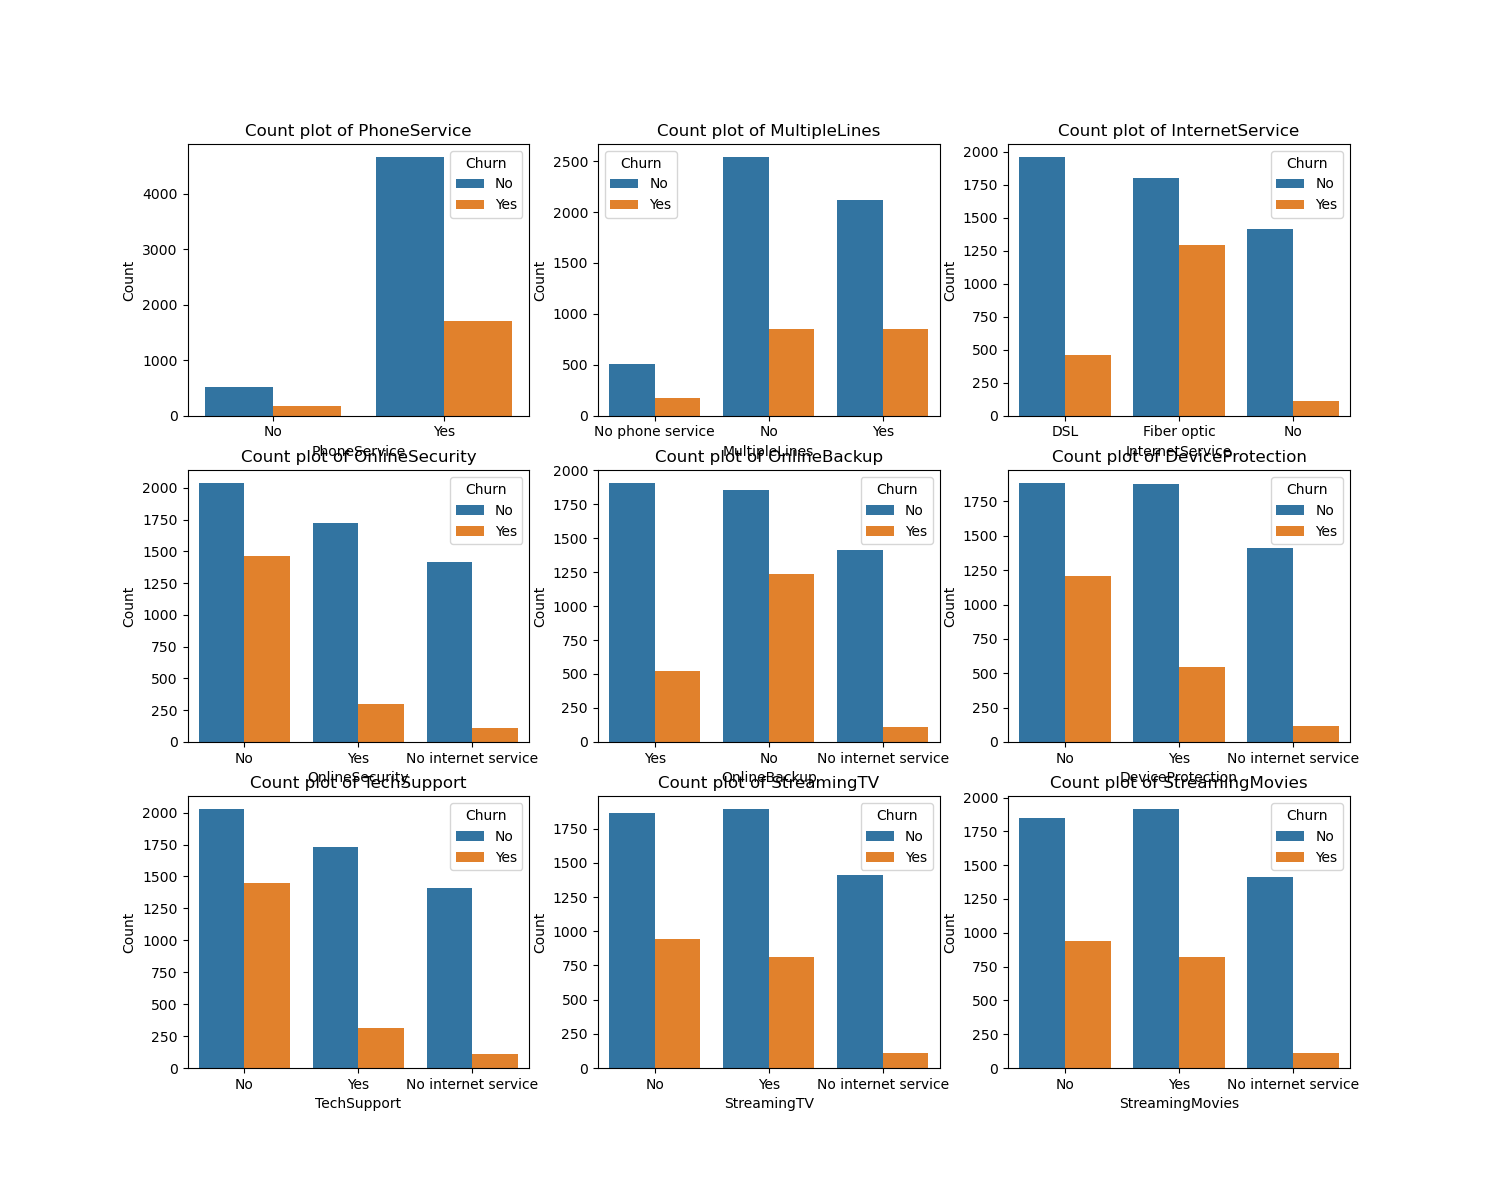 Count plot of PhoneService
4000
3000
2000
1000
0
Count
Churn
No
Yes
No Yes
PhoneService
Count plot of MultipleLines
2500
2000
1500
1000
500
0
Count
Churn
No
Yes
No phone service No Yes
MultipleLines
Count plot of InternetService
2000
1750
1500
1250
1000
750
500
250
0
Count
Churn
No
Yes
DSL Fiber optic No
InternetService
Count plot of OnlineSecurity
2000
1750
1500
1250
1000
750
500
250
0
Count
Churn
No
Yes
No Yes No internet service
OnlineSecurity
Count plot of OnlineBackup
2000
1750
1500
1250
1000
750
500
250
0
Count
Churn
No
Yes
Yes No No internet service
OnlineBackup
Count plot of DeviceProtection
1750
1500
1250
1000
750
500
250
0
Count
Churn
No
Yes
No Yes No internet service
DeviceProtection
Count plot of TechSupport
2000
1750
1500
1250
1000
750
500
250
0
Count
Churn
No
Yes
No Yes No internet service
TechSupport
Count plot of StreamingTV
1750
1500
1250
1000
750
500
250
0
Count
Churn
No
Yes
No Yes No internet service
StreamingTV
Count plot of StreamingMovies
2000
1750
1500
1250
1000
750
500
250
0
Count
Churn
No
Yes
No Yes No internet service
StreamingMovies